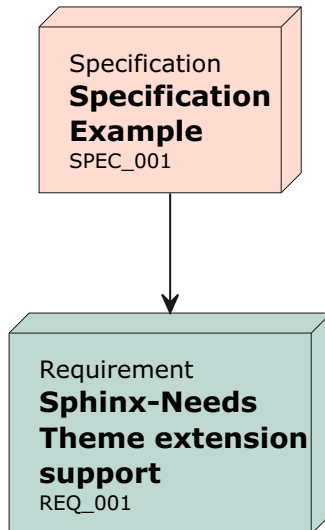 Specification
Specification
Example
SPEC_001
Requirement
Sphinx-Needs
Theme extension
support
REQ_001